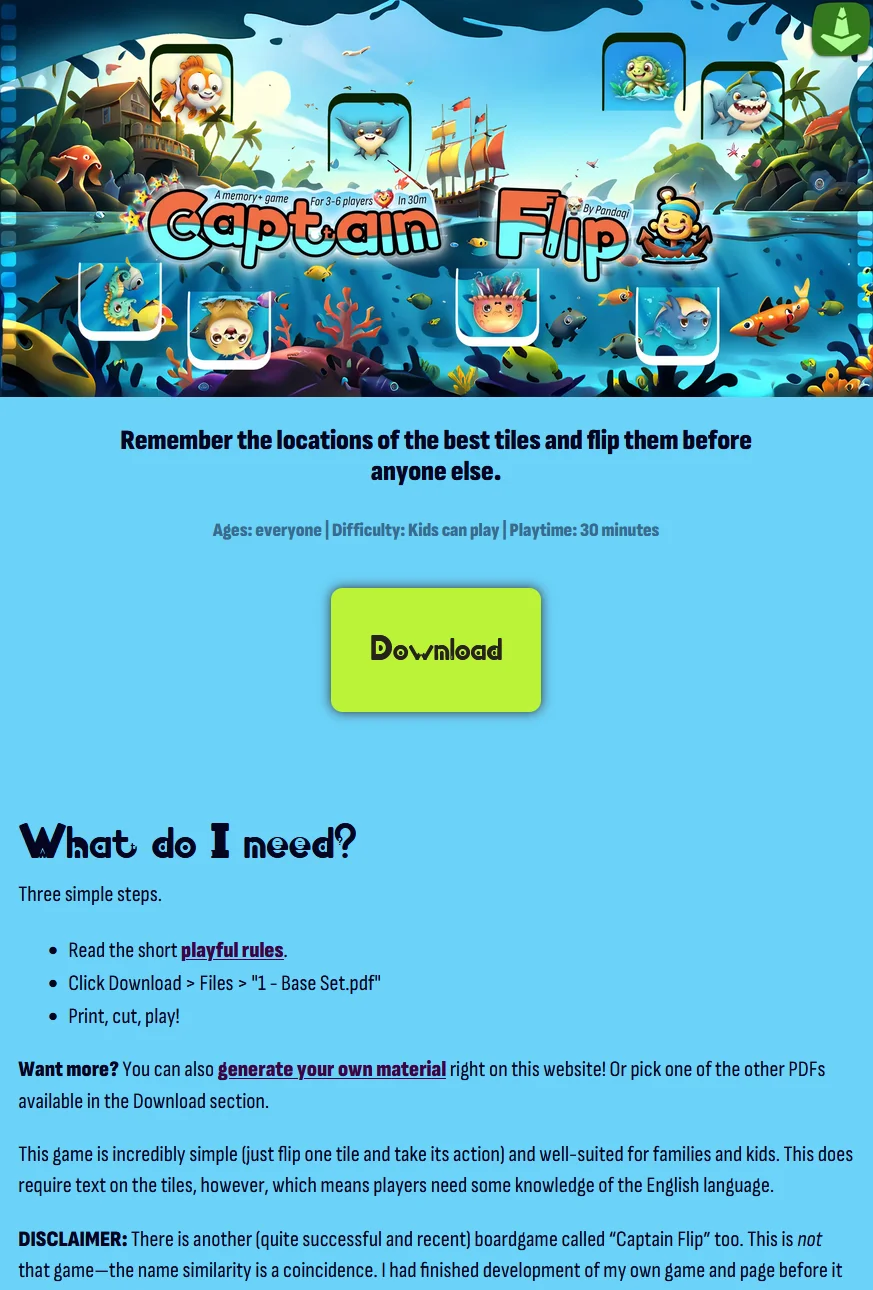 A memory+ game
For 3-6 players
In 30m
Captain Flip
By Pandaqi
Remember the locations of the best tiles and flip them before
anyone else.
Ages: everyone | Difficulty: Kids can play | Playtime: 30 minutes
Download
What do I need?
Three simple steps.
• Read the short playful rules.
• Click Download > Files > "1 - Base Set.pdf"
• Print, cut, play!
Want more? You can also generate your own material right on this website! Or pick one of the other PDFs
available in the Download section.
This game is incredibly simple (just flip one tile and take its action) and well-suited for families and kids. This does
require text on the tiles, however, which means players need some knowledge of the English language.
DISCLAIMER: There is another (quite successful and recent) boardgame called “Captain Flip” too. This is not
that game—the name similarity is a coincidence. I had finished development of my own game and page before it